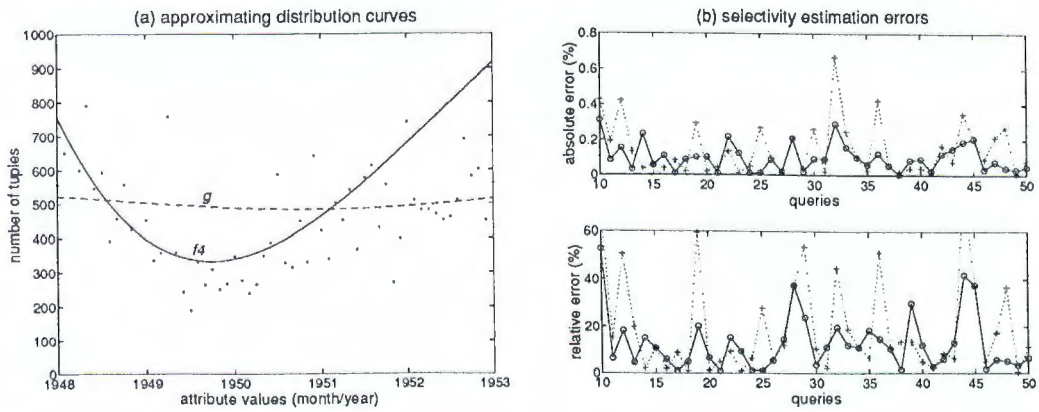 (a) approximating distribution curves
1000
900
800
700
600
500
400
300
200
100
0
number of tuples
g
f4
1948 1949 1950 1951 1952 1953
attribute values (month/year)
(b) selectivity estimation errors
0.8
0.6
0.4
0.2
0
absolute error (%)
10 15 20 25 30 35 40 45 50
queries
60
40
20
0
relative error (%)
10 15 20 25 30 35 40 45 50
queries